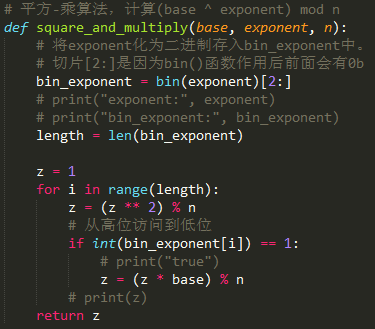 # 平方-乘算法，计算(base ^ exponent) mod n
def square_and_multiply(base, exponent, n):
    # 将exponent化为二进制存入bin_exponent中。
    # 切片[2:]是因为bin()函数作用后前面会有0b
    bin_exponent = bin(exponent)[2:]
    # print("exponent:", exponent)
    # print("bin_exponent:", bin_exponent)
    length = len(bin_exponent)

    z = 1
    for i in range(length):
        z = (z ** 2) % n
        # 从高位访问到低位
        if int(bin_exponent[i]) == 1:
            # print("true")
            z = (z * base) % n
        # print(z)
    return z